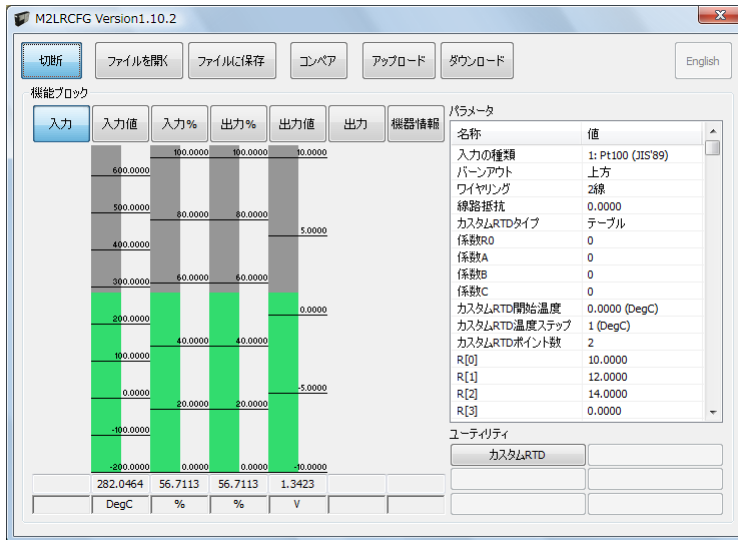 M2LRCFG Version1.10.2
切断 ファイルを開く ファイルに保存 コンペア アップロード ダウンロード English
機能ブロック
入力 入力値 入力% 出力% 出力値 出力 機器情報
600.0000
500.0000
400.0000
300.0000
200.0000
100.0000
0.0000
-100.0000
-200.0000
100.0000
80.0000
60.0000
40.0000
20.0000
0.0000
100.0000
80.0000
60.0000
40.0000
20.0000
0.0000
10.0000
5.0000
0.0000
-5.0000
-10.0000
282.0464 56.7113 56.7113 1.3423
DegC % % V
パラメータ
名称 値
入力の種類 1: Pt100 (JIS'89)
バーンアウト 上方
ワイヤリング 2線
線路抵抗 0.0000
カスタムRTDタイプ テーブル
係数R0 0
係数A 0
係数B 0
係数C 0
カスタムRTD開始温度 0.0000 (DegC)
カスタムRTD温度ステップ 1 (DegC)
カスタムRTDポイント数 2
R[0] 10.0000
R[1] 12.0000
R[2] 14.0000
R[3] 0.0000
ユーティリティ
カスタムRTD